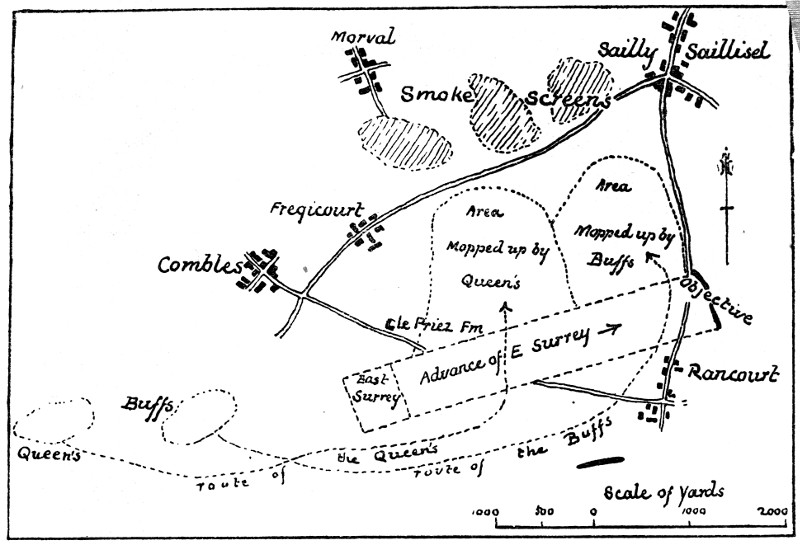 Morval
Sailly
Saillisel
Smoke
Screens
Area
Mopped up by
Buffs
Area
Mopped up by
Queen's
Fregicourt
Combles
Le Priez Fm
Objective
Advance of E Surrey
East
Surrey
Rancourt
Buffs
Queen's
route of the Queen's
route of the Buffs
Scale of Yards
1000 500 0 1000 2000